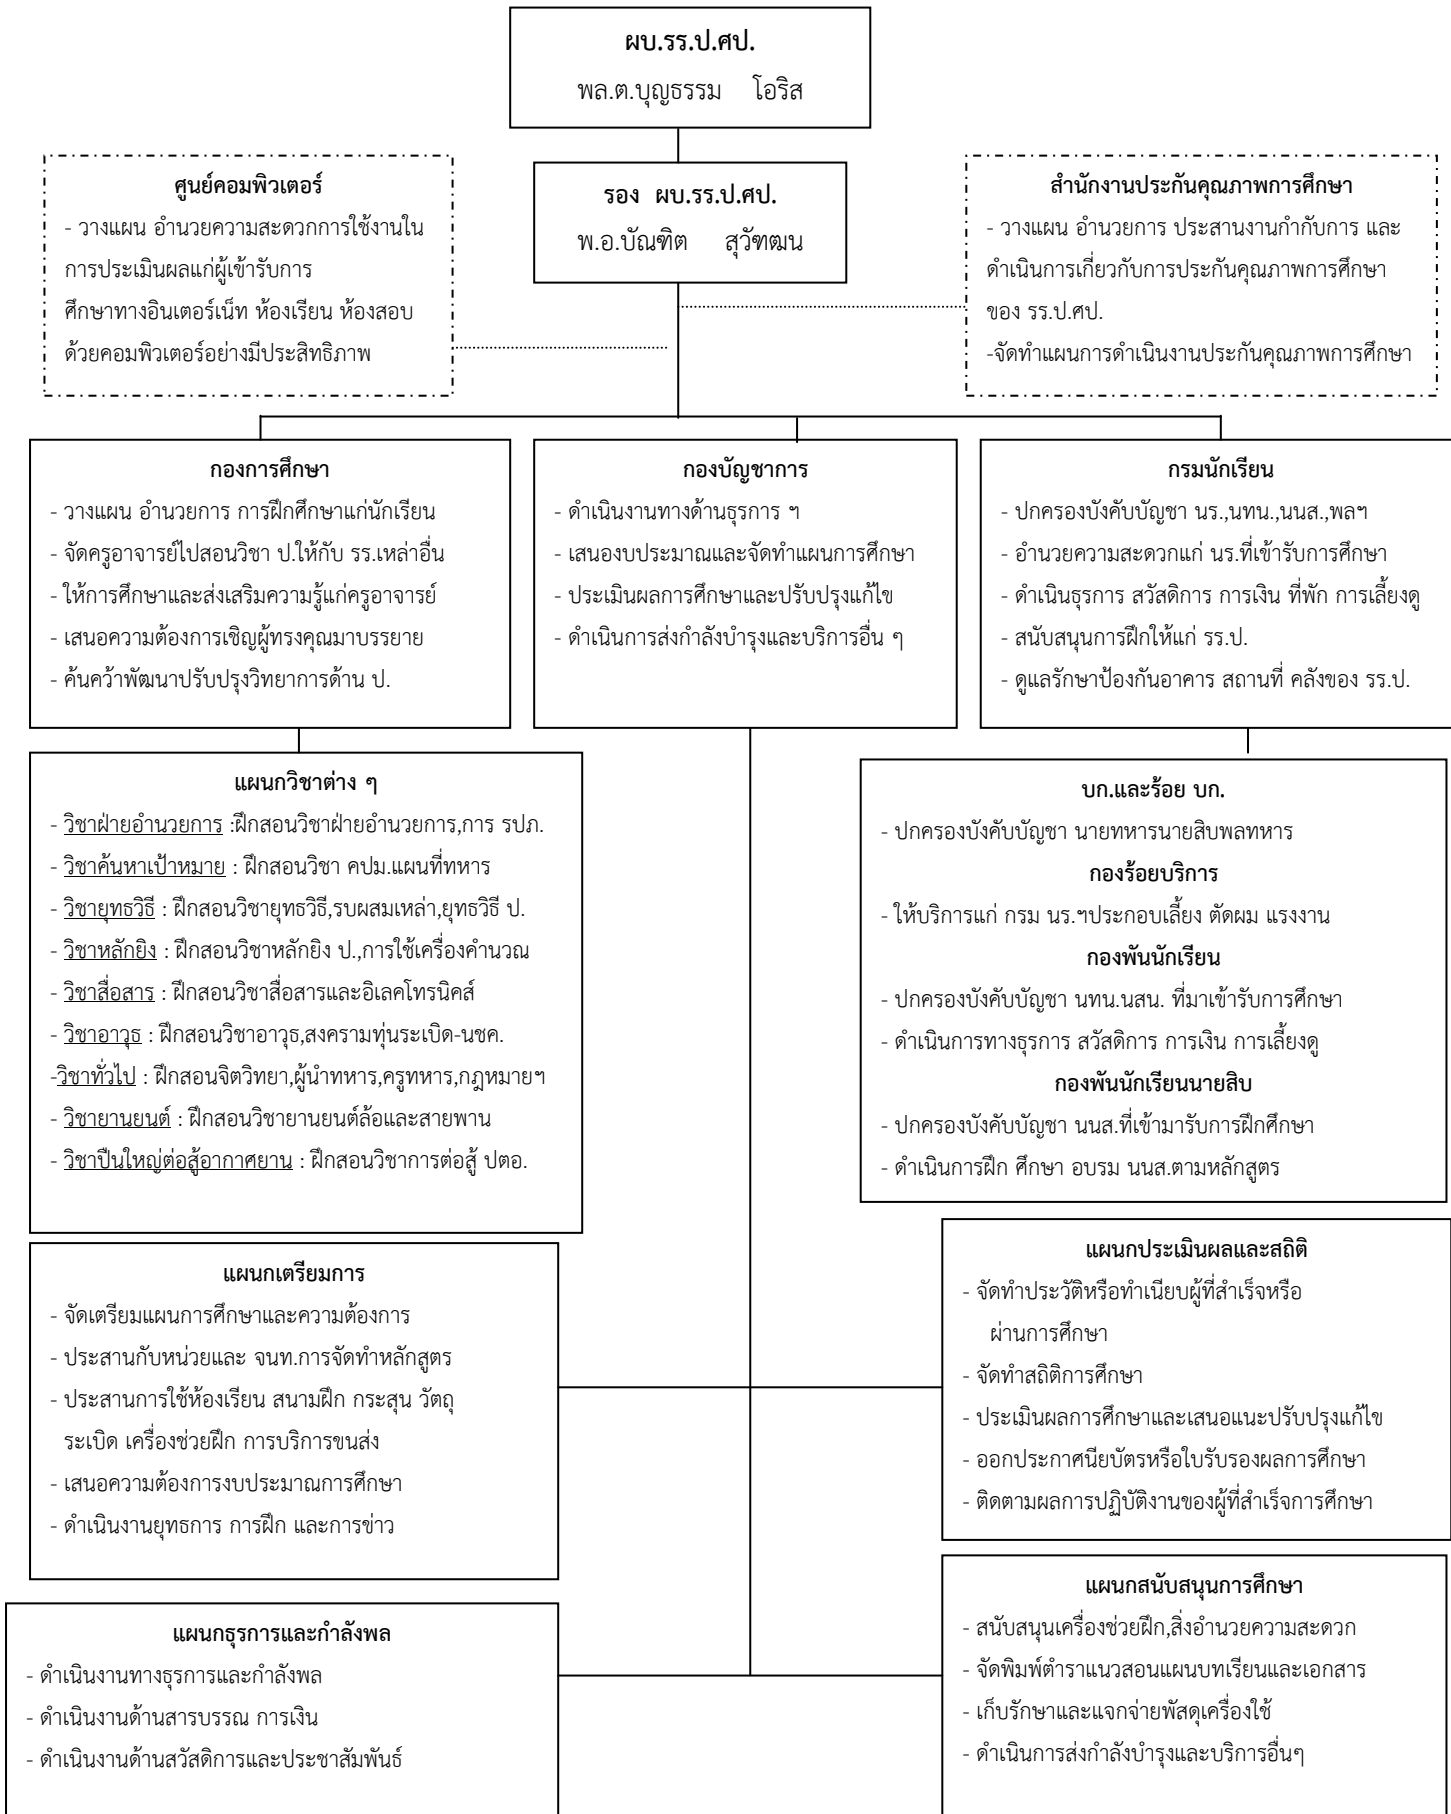 ผบ.รร.ป.ศป.
พล.ต.บุญธรรม โอริส
รอง ผบ.รร.ป.ศป.
พ.อ.บัณฑิต สุวัฑฒน
ศูนย์คอมพิวเตอร์
- วางแผน อำนวยความสะดวกการใช้งานใน
การประเมินผลแก่ผู้เข้ารับการ
ศึกษาทางอินเตอร์เน็ท ห้องเรียน ห้องสอบ
ด้วยคอมพิวเตอร์อย่างมีประสิทธิภาพ
สำนักงานประกันคุณภาพการศึกษา
- วางแผน อำนวยการ ประสานงานกำกับการ และ
ดำเนินการเกี่ยวกับการประกันคุณภาพการศึกษา
ของ รร.ป.ศป.
-จัดทำแผนการดำเนินงานประกันคุณภาพการศึกษา
กองการศึกษา
- วางแผน อำนวยการ การฝึกศึกษาแก่นักเรียน
- จัดครูอาจารย์ไปสอนวิชา ป.ให้กับ รร.เหล่าอื่น
- ให้การศึกษาและส่งเสริมความรู้แก่ครูอาจารย์
- เสนอความต้องการเชิญผู้ทรงคุณมาบรรยาย
- ค้นคว้าพัฒนาปรับปรุงวิทยาการด้าน ป.
กองบัญชาการ
- ดำเนินงานทางด้านธุรการ ฯ
- เสนองบประมาณและจัดทำแผนการศึกษา
- ประเมินผลการศึกษาและปรับปรุงแก้ไข
- ดำเนินการส่งกำลังบำรุงและบริการอื่น ๆ
กรมนักเรียน
- ปกครองบังคับบัญชา นร.,นทน.,นนส.,พลฯ
- อำนวยความสะดวกแก่ นร.ที่เข้ารับการศึกษา
- ดำเนินธุรการ สวัสดิการ การเงิน ที่พัก การเลี้ยงดู
- สนับสนุนการฝึกให้แก่ รร.ป.
- ดูแลรักษาป้องกันอาคาร สถานที่ คลังของ รร.ป.
แผนกวิชาต่าง ๆ
- วิชาฝ่ายอำนวยการ :ฝึกสอนวิชาฝ่ายอำนวยการ,การ รปภ.
- วิชาค้นหาเป้าหมาย : ฝึกสอนวิชา คปม.แผนที่ทหาร
- วิชายุทธวิธี : ฝึกสอนวิชายุทธวิธี,รบผสมเหล่า,ยุทธวิธี ป.
- วิชาหลักยิง : ฝึกสอนวิชาหลักยิง ป.,การใช้เครื่องคำนวณ
- วิชาสื่อสาร : ฝึกสอนวิชาสื่อสารและอิเลคโทรนิคส์
- วิชาอาวุธ : ฝึกสอนวิชาอาวุธ,สงครามทุ่นระเบิด-นชค.
-วิชาทั่วไป : ฝึกสอนจิตวิทยา,ผู้นำทหาร,ครูทหาร,กฎหมายฯ
- วิชายานยนต์ : ฝึกสอนวิชายานยนต์ล้อและสายพาน
- วิชาปืนใหญ่ต่อสู้อากาศยาน : ฝึกสอนวิชาการต่อสู้ ปตอ.
บก.และร้อย บก.
- ปกครองบังคับบัญชา นายทหารนายสิบพลทหาร
กองร้อยบริการ
- ให้บริการแก่ กรม นร.ฯประกอบเลี้ยง ตัดผม แรงงาน
กองพันนักเรียน
- ปกครองบังคับบัญชา นทน.นสน. ที่มาเข้ารับการศึกษา
- ดำเนินการทางธุรการ สวัสดิการ การเงิน การเลี้ยงดู
กองพันนักเรียนนายสิบ
- ปกครองบังคับบัญชา นนส.ที่เข้ามารับการฝึกศึกษา
- ดำเนินการฝึก ศึกษา อบรม นนส.ตามหลักสูตร
แผนกเตรียมการ
- จัดเตรียมแผนการศึกษาและความต้องการ
- ประสานกับหน่วยและ จนท.การจัดทำหลักสูตร
- ประสานการใช้ห้องเรียน สนามฝึก กระสุน วัตถุ
ระเบิด เครื่องช่วยฝึก การบริการขนส่ง
- เสนอความต้องการงบประมาณการศึกษา
- ดำเนินงานยุทธการ การฝึก และการข่าว
แผนกประเมินผลและสถิติ
- จัดทำประวัติหรือทำเนียบผู้ที่สำเร็จหรือ
ผ่านการศึกษา
- จัดทำสถิติการศึกษา
- ประเมินผลการศึกษาและเสนอแนะปรับปรุงแก้ไข
- ออกประกาศนียบัตรหรือใบรับรองผลการศึกษา
- ติดตามผลการปฏิบัติงานของผู้ที่สำเร็จการศึกษา
แผนกธุรการและกำลังพล
- ดำเนินงานทางธุรการและกำลังพล
- ดำเนินงานด้านสารบรรณ การเงิน
- ดำเนินงานด้านสวัสดิการและประชาสัมพันธ์
แผนกสนับสนุนการศึกษา
- สนับสนุนเครื่องช่วยฝึก,สิ่งอำนวยความสะดวก
- จัดพิมพ์ตำราแนวสอนแผนบทเรียนและเอกสาร
- เก็บรักษาและแจกจ่ายพัสดุเครื่องใช้
- ดำเนินการส่งกำลังบำรุงและบริการอื่นๆ